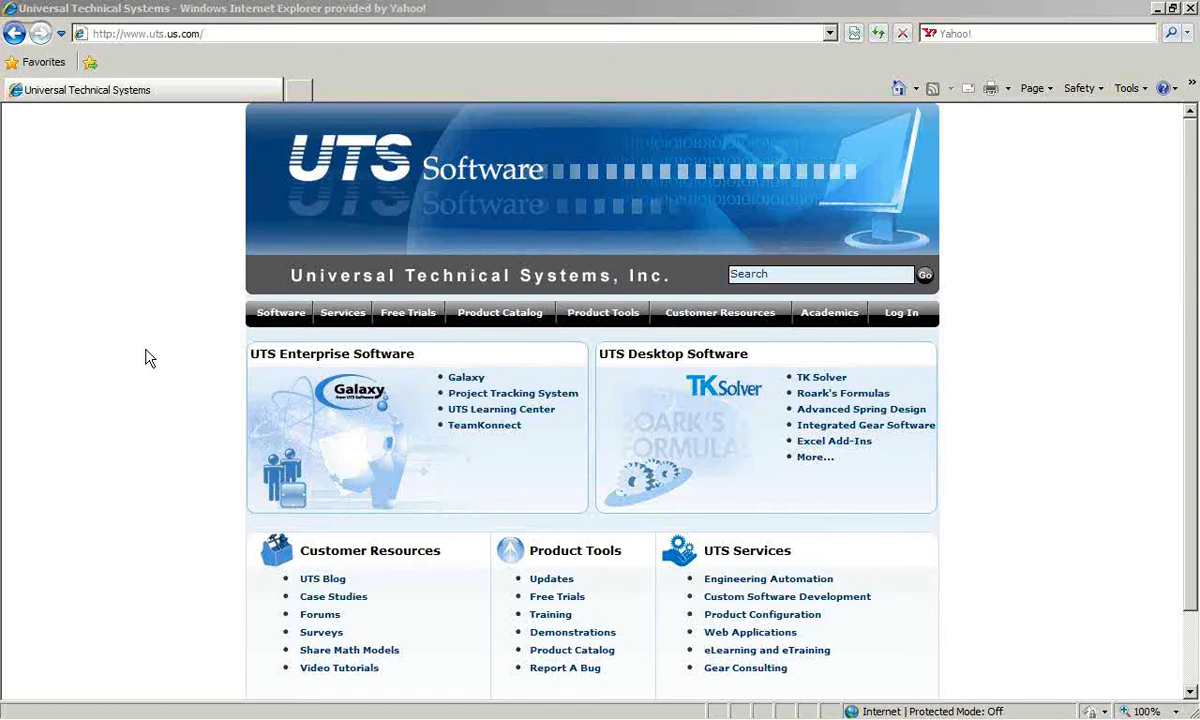 Universal Technical Systems - Windows Internet Explorer provided by Yahoo!
http://www.uts.us.com/
Yahoo!
Favorites
Universal Technical Systems
Page Safety Tools
UTS Software
UTS Software
Universal Technical Systems, Inc.
Search Go
Software Services Free Trials Product Catalog Product Tools Customer Resources Academics Log In
UTS Enterprise Software
Galaxy
from UTS Software
• Galaxy
• Project Tracking System
• UTS Learning Center
• TeamKonnect
UTS Desktop Software
TK Solver
ROARK'S
FORMULA
• TK Solver
• Roark's Formulas
• Advanced Spring Design
• Integrated Gear Software
• Excel Add-Ins
• More...
Customer Resources
• UTS Blog
• Case Studies
• Forums
• Surveys
• Share Math Models
• Video Tutorials
Product Tools
• Updates
• Free Trials
• Training
• Demonstrations
• Product Catalog
• Report A Bug
UTS Services
• Engineering Automation
• Custom Software Development
• Product Configuration
• Web Applications
• eLearning and eTraining
• Gear Consulting
Internet | Protected Mode: Off
100%